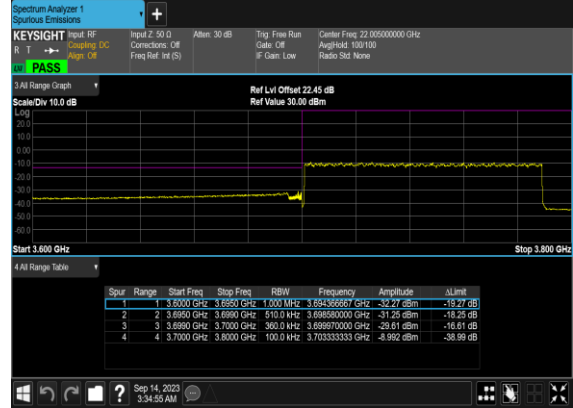 Spectrum Analyzer 1
Spurious Emissions
+
KEYSIGHT Input: RF Input Z: 50 Ω Atten: 30 dB Trig: Free Run Center Freq: 22.005000000 GHz
R T Coupling: DC Corrections: Off Gate: Off Avg|Hold: 100/100
Align: Off Freq Ref: Int (S) IF Gain: Low Radio Std: None
PASS
3 All Range Graph
Ref Lvl Offset 22.45 dB
Scale/Div 10.0 dB Ref Value 30.00 dBm
Log
20.0
10.0
0.00
-10.0
-20.0
-30.0
-40.0
-50.0
-60.0
Start 3.600 GHz Stop 3.800 GHz
4 All Range Table
Spur Range Start Freq Stop Freq RBW Frequency Amplitude ΔLimit
1 1 3.6000 GHz 3.6950 GHz 1.000 MHz 3.694366667 GHz -32.27 dBm -19.27 dB
2 2 3.6950 GHz 3.6990 GHz 510.0 kHz 3.698580000 GHz -31.25 dBm -18.25 dB
3 3 3.6990 GHz 3.7000 GHz 360.0 kHz 3.699970000 GHz -29.61 dBm -16.61 dB
4 4 3.7000 GHz 3.8000 GHz 100.0 kHz 3.703333333 GHz -8.992 dBm -38.99 dB
? Sep 14, 2023
3:34:55 AM